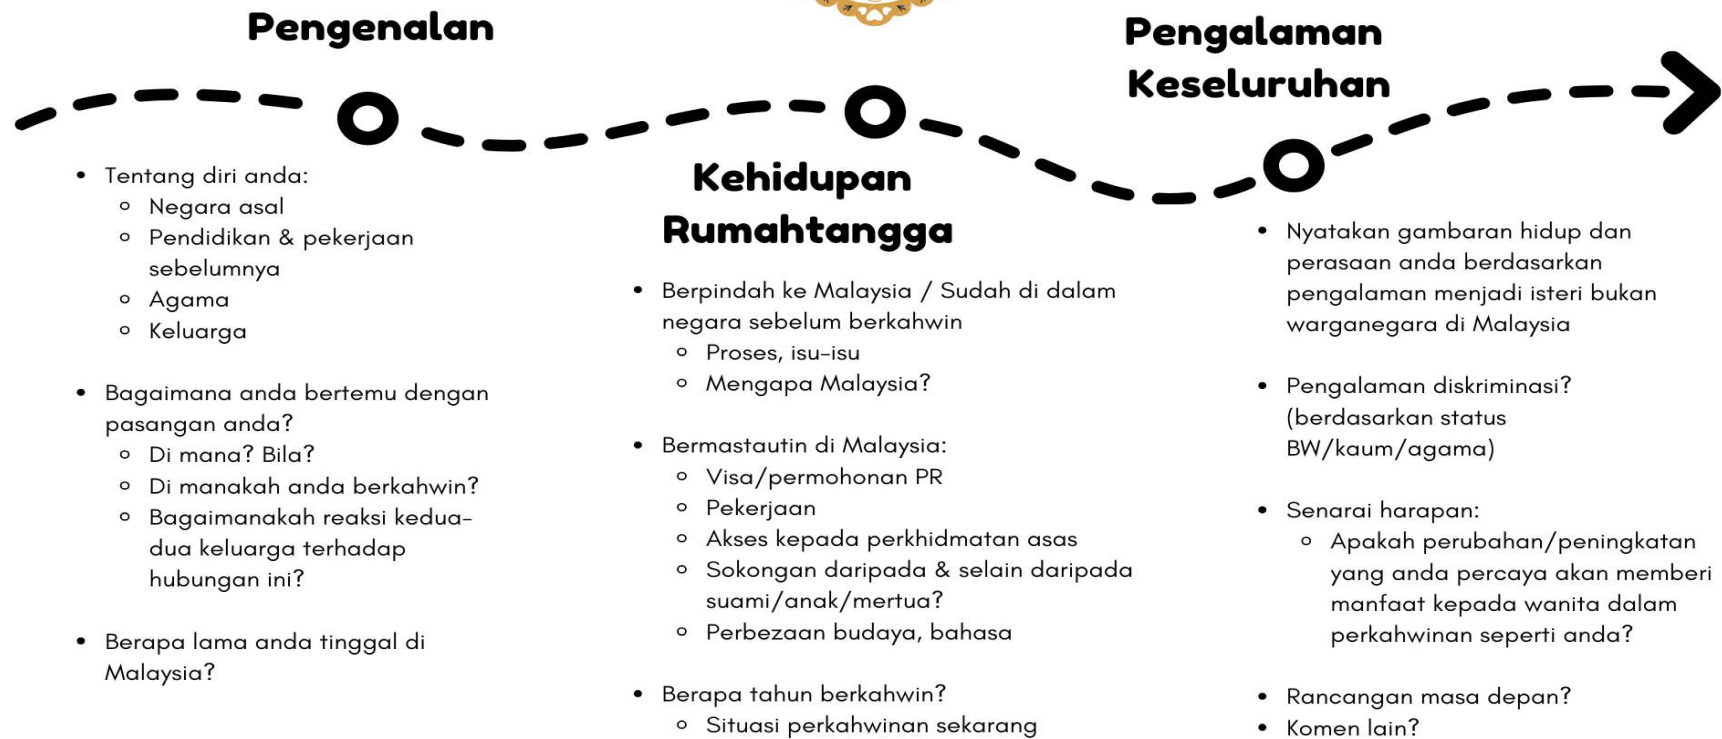 Pengenalan
Tentang diri anda:
Negara asal
Pendidikan & pekerjaan
sebelumnya
Agama
Keluarga
Bagaimana anda bertemu dengan
pasangan anda?
Di mana? Bila?
Di manakah anda berkahwin?
Bagaimanakah reaksi kedua-
dua keluarga terhadap
hubungan ini?
Berapa lama anda tinggal di
Malaysia?
Kehidupan
Rumahtangga
Berpindah ke Malaysia / Sudah di dalam
negara sebelum berkahwin
Proses, isu-isu
Mengapa Malaysia?
Bermastautin di Malaysia:
Visa/permohonan PR
Pekerjaan
Akses kepada perkhidmatan asas
Sokongan daripada & selain daripada
suami/anak/mertua?
Perbezaan budaya, bahasa
Berapa tahun berkahwin?
Situasi perkahwinan sekarang
Pengalaman
Keseluruhan
Nyatakan gambaran hidup dan
perasaan anda berdasarkan
pengalaman menjadi isteri bukan
warganegara di Malaysia
Pengalaman diskriminasi?
(berdasarkan status
BW/kaum/agama)
Senarai harapan:
Apakah perubahan/peningkatan
yang anda percaya akan memberi
manfaat kepada wanita dalam
perkahwinan seperti anda?
Rancangan masa depan?
Komen lain?